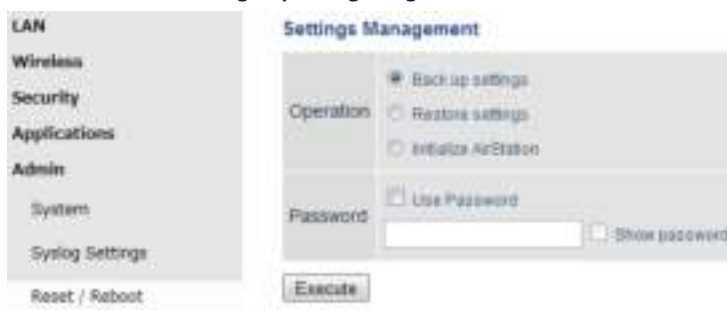 LAN
Wireless
Security
Applications
Admin
System
Syslog Settings
Reset / Reboot
Settings Management
Operation
Back up settings
Restore settings
Initialize AirStation
Password
Use Password
Show password
Execute